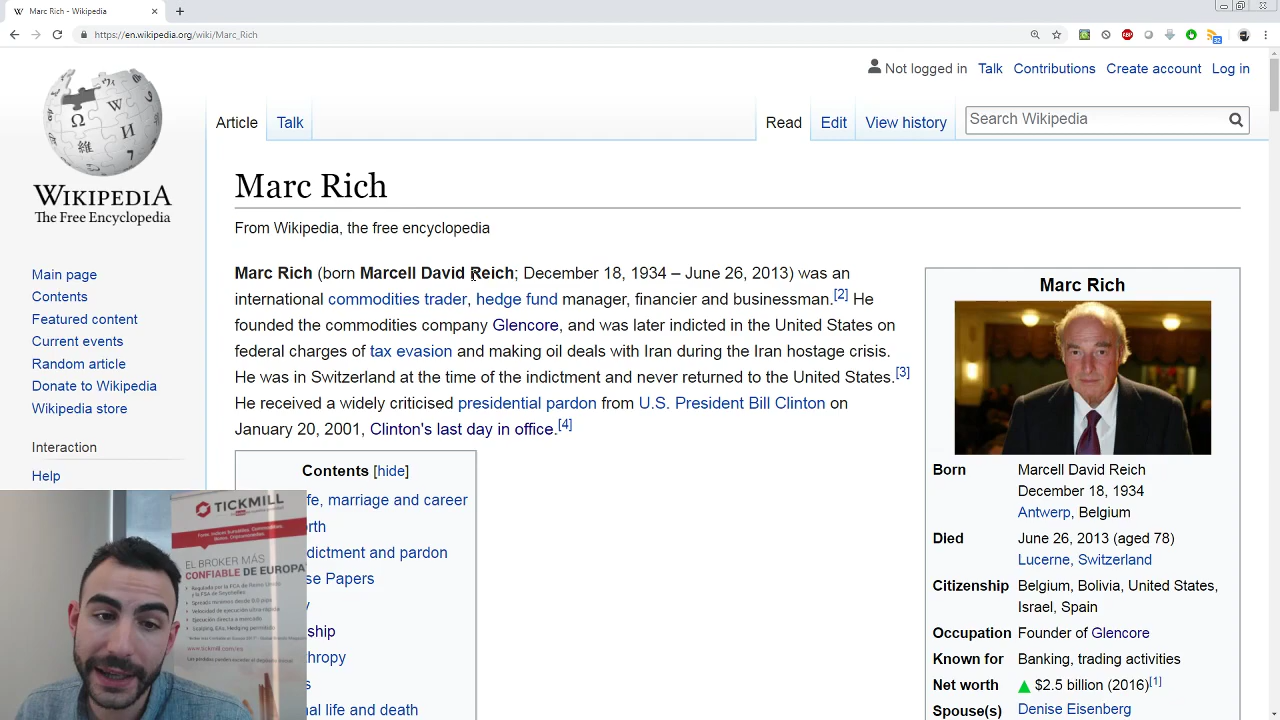 Marc Rich - Wikipedia
https://en.wikipedia.org/wiki/Marc_Rich
Not logged in Talk Contributions Create account Log in
Article Talk Read Edit View history Search Wikipedia
WIKIPEDIA
The Free Encyclopedia
Marc Rich
From Wikipedia, the free encyclopedia
Main page
Contents
Featured content
Current events
Random article
Donate to Wikipedia
Wikipedia store
Interaction
Help
Marc Rich (born Marcell David Reich; December 18, 1934 – June 26, 2013) was an
international commodities trader, hedge fund manager, financier and businessman.[2] He
founded the commodities company Glencore, and was later indicted in the United States on
federal charges of tax evasion and making oil deals with Iran during the Iran hostage crisis.
He was in Switzerland at the time of the indictment and never returned to the United States.[3]
He received a widely criticised presidential pardon from U.S. President Bill Clinton on
January 20, 2001, Clinton's last day in office.[4]
Contents [hide]
fe, marriage and career
orth
dictment and pardon
se Papers
ship
nthropy
al life and death
Marc Rich
Born Marcell David Reich
December 18, 1934
Antwerp, Belgium
Died June 26, 2013 (aged 78)
Lucerne, Switzerland
Citizenship Belgium, Bolivia, United States,
Israel, Spain
Occupation Founder of Glencore
Known for Banking, trading activities
Net worth ▲ $2.5 billion (2016)[1]
Spouse(s) Denise Eisenberg
TICKMILL
EL BROKER MÁS
CONFIABLE DE EUROPA